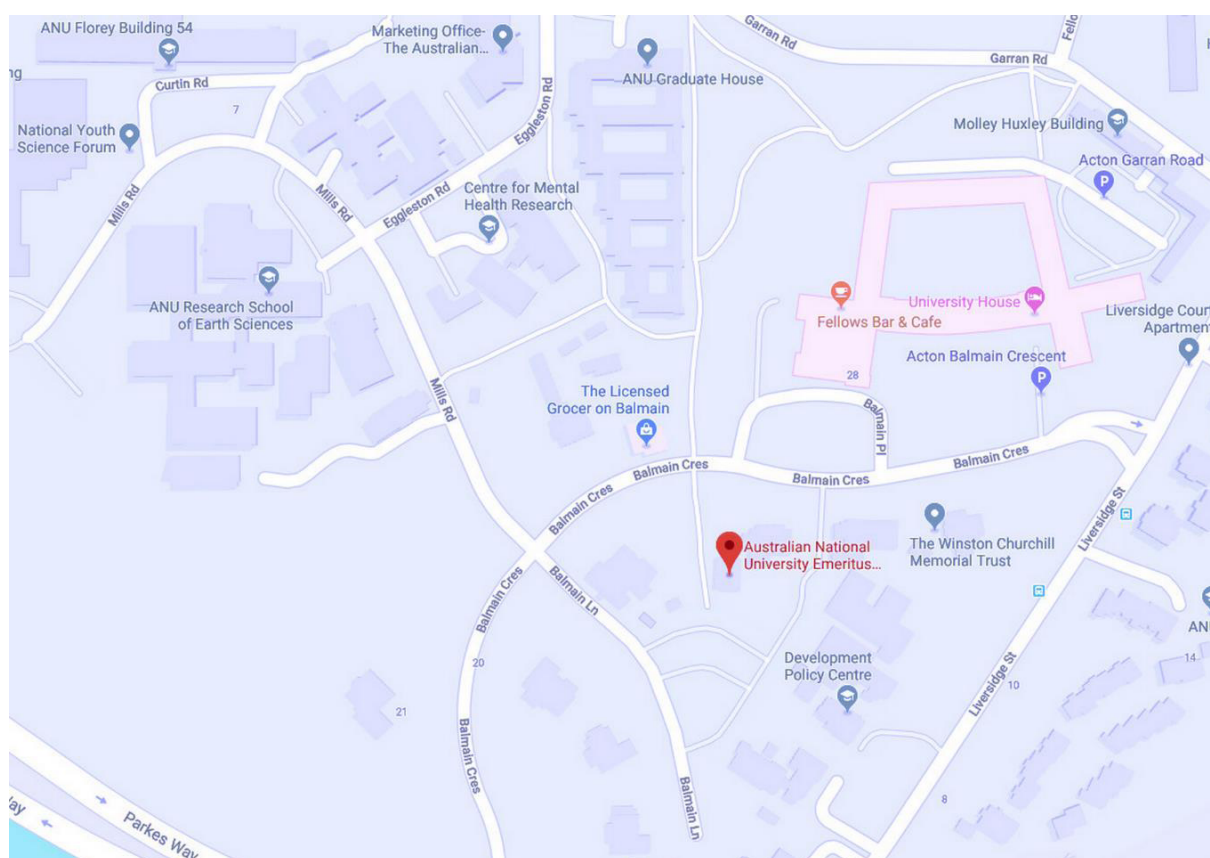 ANU Florey Building 54
Marketing Office-
The Australian...
Garran Rd
Garran Rd
Curtin Rd
7
ANU Graduate House
Eggleston Rd
National Youth
Science Forum
Molley Huxley Building
Acton Garran Road
P
Mills Rd
Mills Rd
Eggleston Rd
Centre for Mental
Health Research
ANU Research School
of Earth Sciences
University House
Fellows Bar & Cafe
Liversidge Cour
Apartment
Acton Balmain Crescent
P
28
The Licensed
Grocer on Balmain
Mills Rd
Balmain Pl
Balmain Cres
Balmain Cres
Balmain Cres
Balmain Cres
Liversidge St
The Winston Churchill
Memorial Trust
Australian National
University Emeritus...
Balmain Cres
Balmain Ln
ANU
Development
Policy Centre
20
21
14
10
Liversidge St
Balmain Cres
Balmain Ln
8
Parkes Way
Way